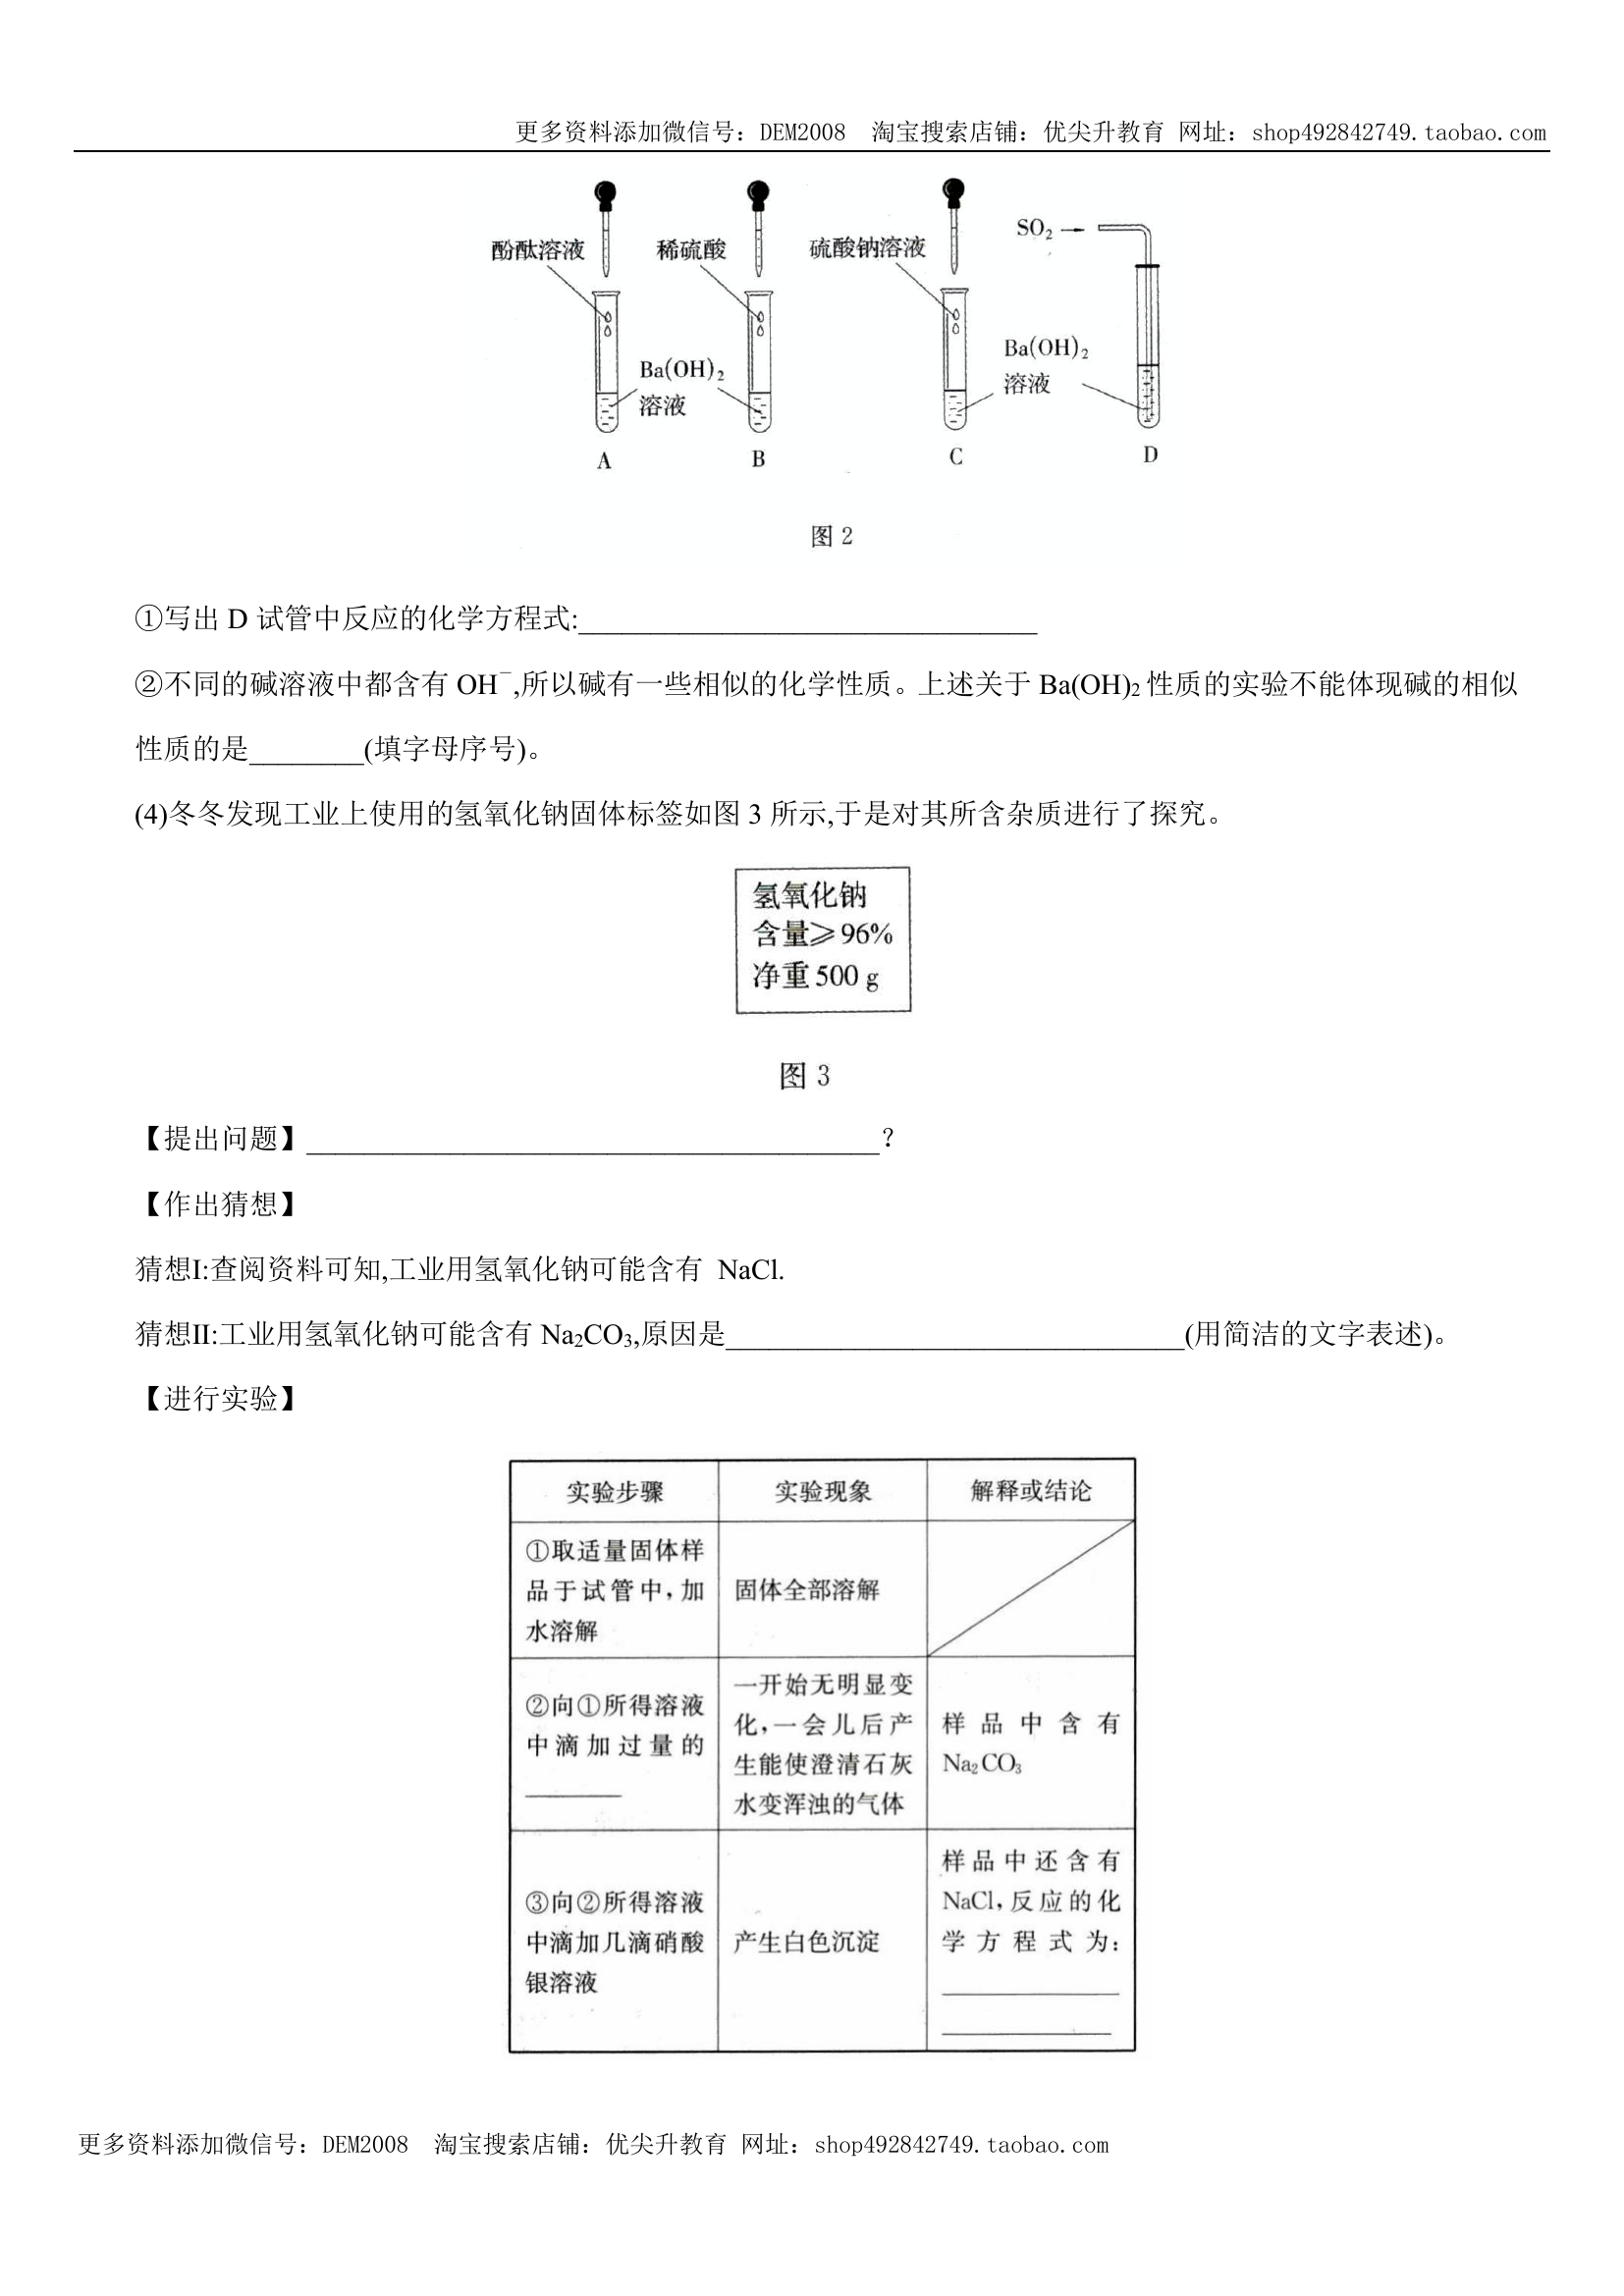 更多资料添加微信号：DEM2008 淘宝搜索店铺：优尖升教育 网址：shop492842749.taobao.com
酚酞溶液 稀硫酸 硫酸钠溶液 SO₂
Ba(OH)₂
溶液
Ba(OH)₂
溶液
A B C D
图 2
①写出 D 试管中反应的化学方程式:________________________________
②不同的碱溶液中都含有 OH⁻,所以碱有一些相似的化学性质。上述关于 Ba(OH)₂ 性质的实验不能体现碱的相似
性质的是________(填字母序号)。
(4)冬冬发现工业上使用的氢氧化钠固体标签如图 3 所示,于是对其所含杂质进行了探究。
氢氧化钠
含量≥96%
净重 500 g
图 3
【提出问题】________________________________________?
【作出猜想】
猜想I:查阅资料可知,工业用氢氧化钠可能含有 NaCl.
猜想II:工业用氢氧化钠可能含有 Na₂CO₃,原因是________________________________(用简洁的文字表述)。
【进行实验】
实验步骤 实验现象 解释或结论
①取适量固体样
品于试管中,加
水溶解
固体全部溶解
②向①所得溶液
中滴加过量的
________
一开始无明显变
化,一会儿后产
生能使澄清石灰
水变浑浊的气体
样品中含有
Na₂CO₃
③向②所得溶液
中滴加几滴硝酸
银溶液
产生白色沉淀
样品中还含有
NaCl,反应的化
学方程式为:
______________
______________
更多资料添加微信号：DEM2008 淘宝搜索店铺：优尖升教育 网址：shop492842749.taobao.com